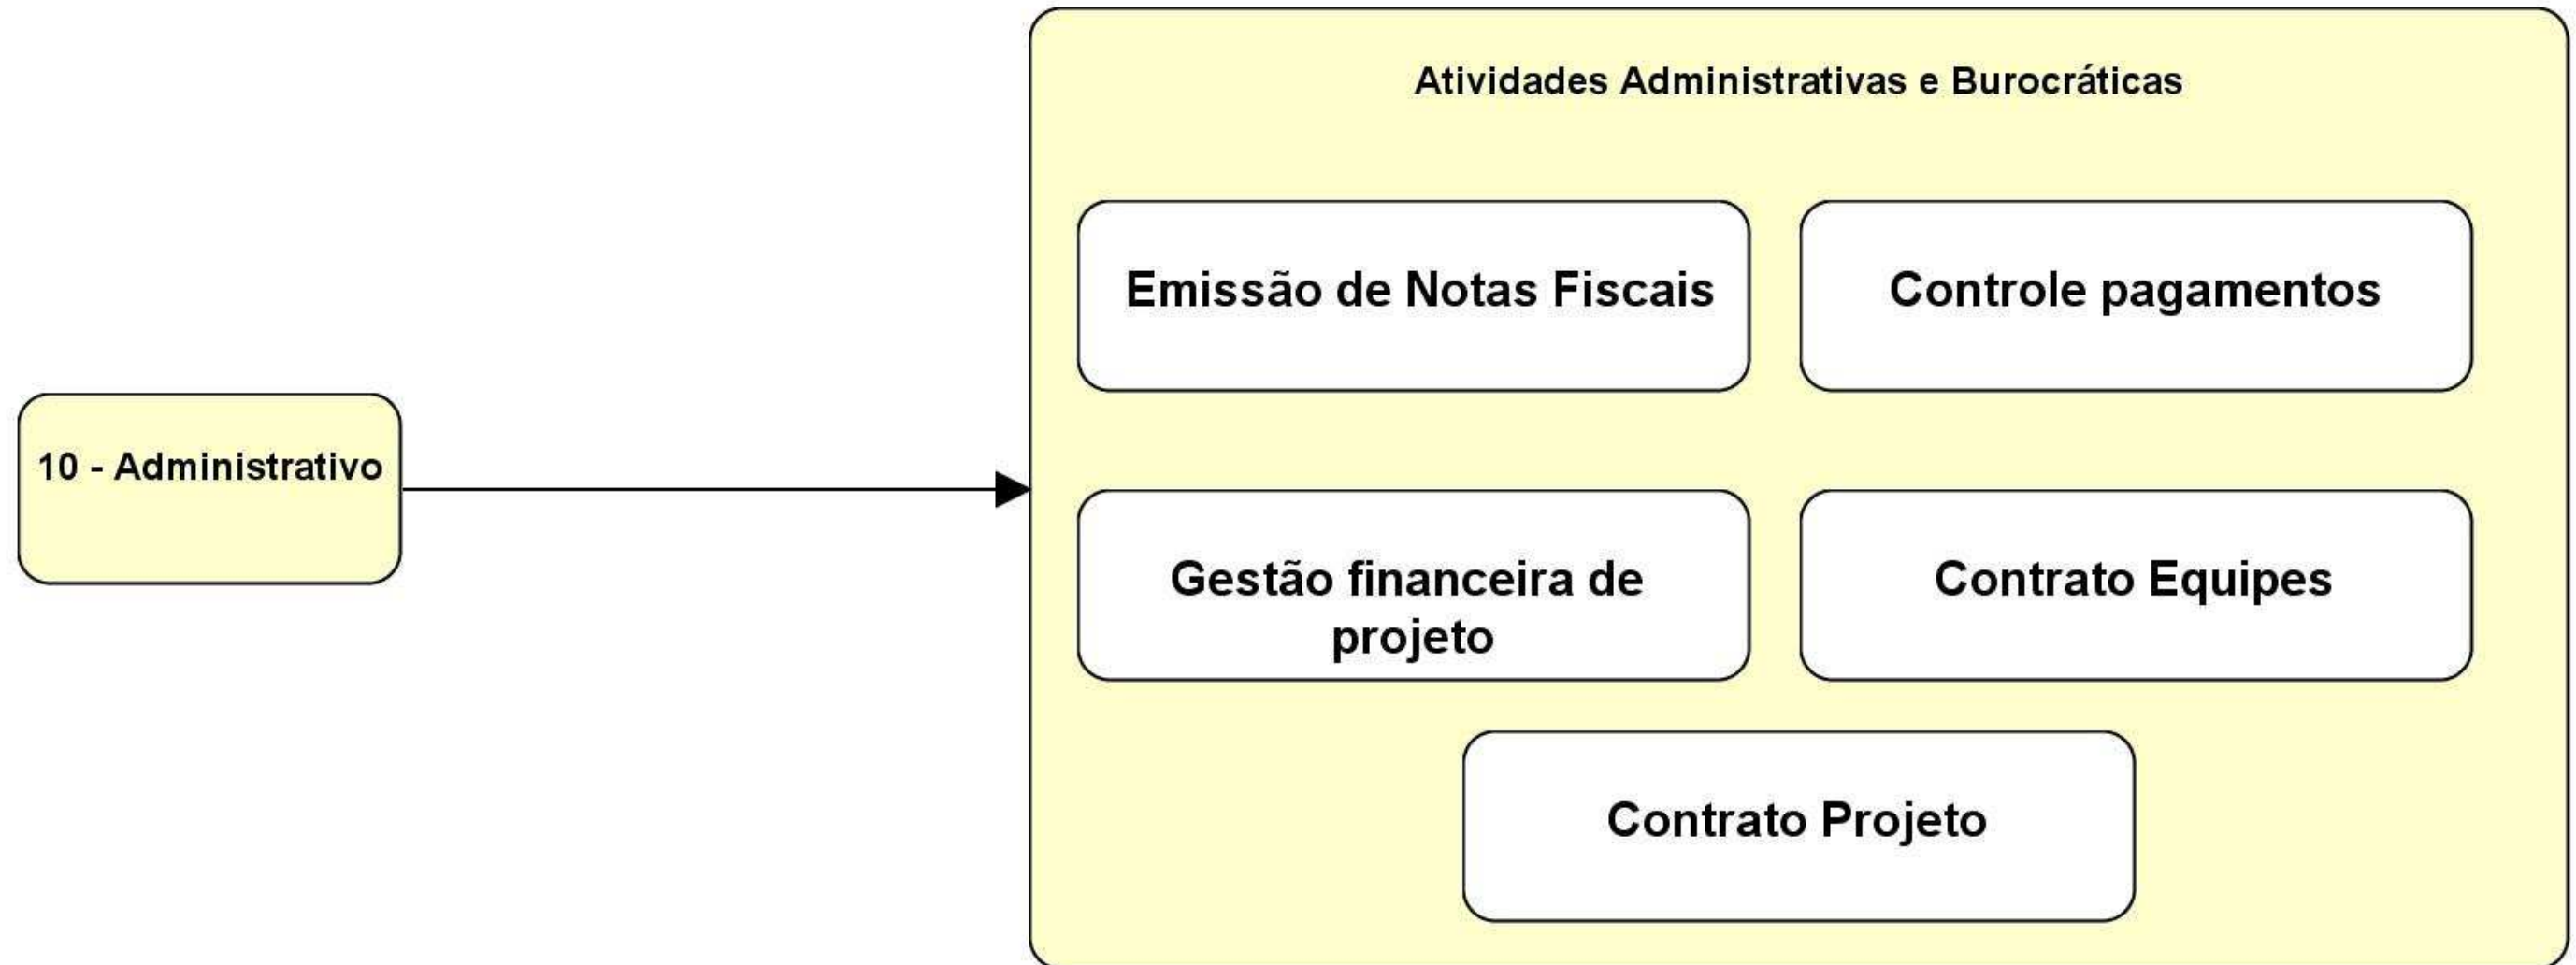 Atividades Administrativas e Burocráticas
Emissão de Notas Fiscais
Controle pagamentos
10 - Administrativo
Gestão financeira de
projeto
Contrato Equipes
Contrato Projeto